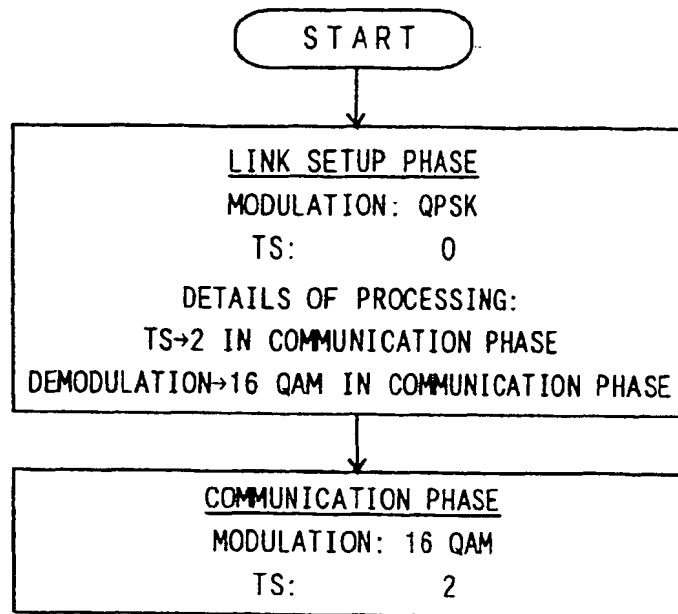 START
LINK SETUP PHASE
MODULATION: QPSK
TS: 0
DETAILS OF PROCESSING:
TS→2 IN COMMUNICATION PHASE
DEMODULATION→16 QAM IN COMMUNICATION PHASE
COMMUNICATION PHASE
MODULATION: 16 QAM
TS: 2